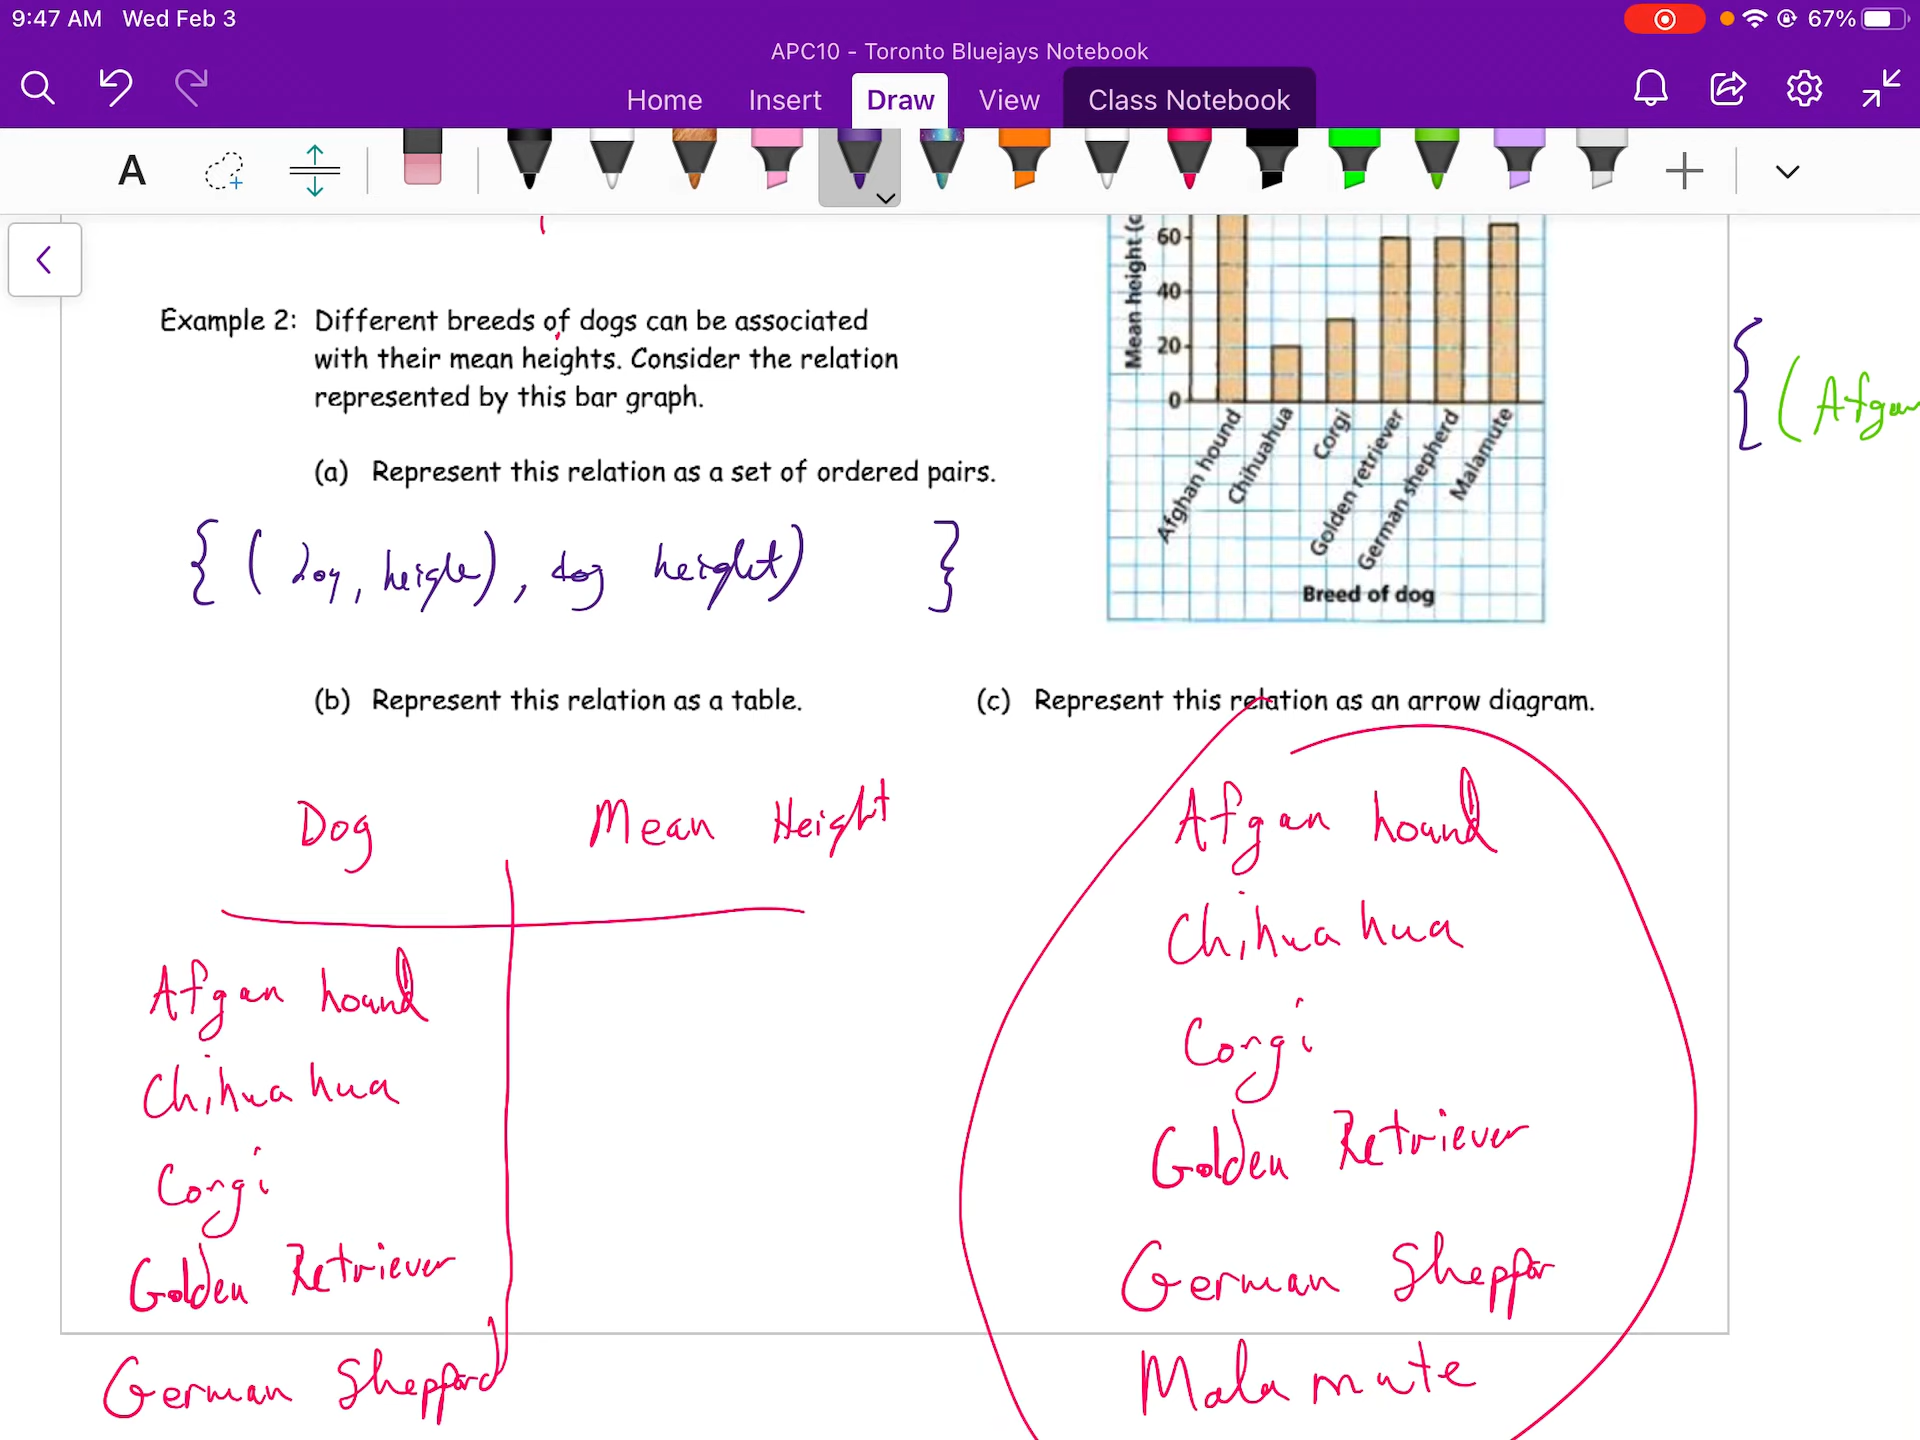 9:47 AM Wed Feb 3
67%
APC10 - Toronto Bluejays Notebook
Home Insert Draw View Class Notebook
A
Example 2: Different breeds of dogs can be associated
with their mean heights. Consider the relation
represented by this bar graph.
(a) Represent this relation as a set of ordered pairs.
{ ( dog, height), dog height) }
Mean height (c
60
40
20
0
Afghan hound
Chihuahua
Corgi
Golden retriever
German shepherd
Malamute
Breed of dog
{ (Afgan
(b) Represent this relation as a table.
(c) Represent this relation as an arrow diagram.
Dog Mean Height
Afgan hound
Chihuahua
Corgi
Golden Retriever
German Sheppard
Afgan hound
Chihuahua
Corgi
Golden Retriever
German Sheppar
Malamute